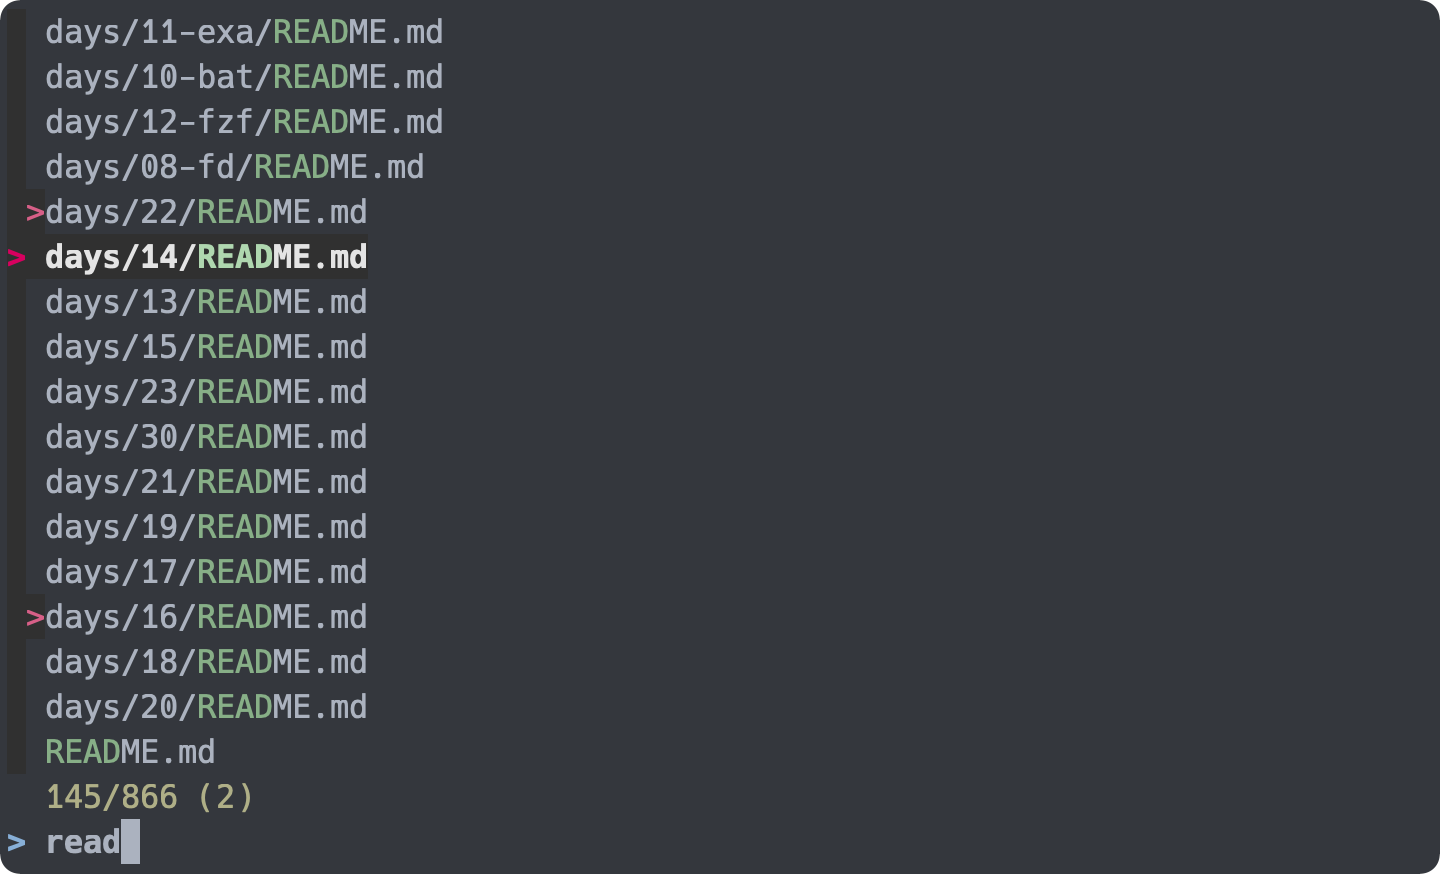 days/11-exa/README.md
days/10-bat/README.md
days/12-fzf/README.md
days/08-fd/README.md
>days/22/README.md
> days/14/README.md
days/13/README.md
days/15/README.md
days/23/README.md
days/30/README.md
days/21/README.md
days/19/README.md
days/17/README.md
>days/16/README.md
days/18/README.md
days/20/README.md
README.md
145/866 (2)
> read